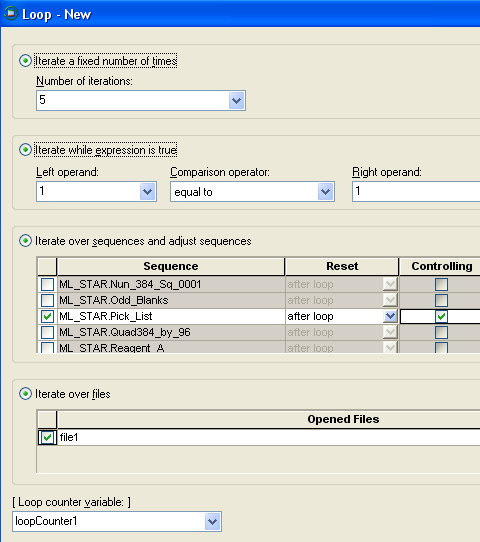 Loop - New
Iterate a fixed number of times
Number of iterations:
5
Iterate while expression is true
Left operand: Comparison operator: Right operand:
1 equal to 1
Iterate over sequences and adjust sequences
Sequence Reset Controlling
ML_STAR.Nun_384_Sq_0001 after loop
ML_STAR.Odd_Blanks after loop
ML_STAR.Pick_List after loop
ML_STAR.Quad384_by_96 after loop
ML_STAR.Reagent_A after loop
Iterate over files
Opened Files
file1
[ Loop counter variable: ]
loopCounter1